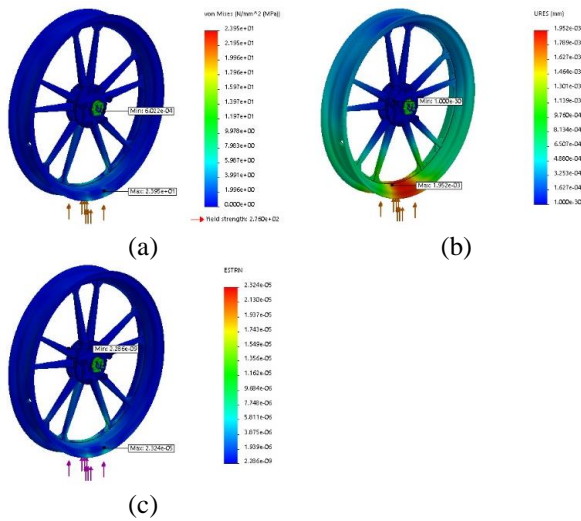 von Mises (N/mm^2 (MPa))
2.395e+01
2.195e+01
1.996e+01
1.796e+01
1.597e+01
1.397e+01
1.197e+01
9.978e+00
7.983e+00
5.987e+00
3.991e+00
1.996e+00
0.000e+00
Yield strength: 2.760e+02
Min: 6.022e-04
Max: 2.395e+01
(a)
URES (mm)
1.952e-03
1.789e-03
1.627e-03
1.464e-03
1.301e-03
1.139e-03
9.760e-04
8.134e-04
6.507e-04
4.880e-04
3.253e-04
1.627e-04
1.000e-30
Min: 1.000e-30
Max: 1.952e-03
(b)
ESTRN
2.324e-05
2.130e-05
1.937e-05
1.743e-05
1.549e-05
1.356e-05
1.162e-05
9.684e-06
7.748e-06
5.811e-06
3.875e-06
1.939e-06
2.286e-09
Min: 2.286e-09
Max: 2.324e-05
(c)